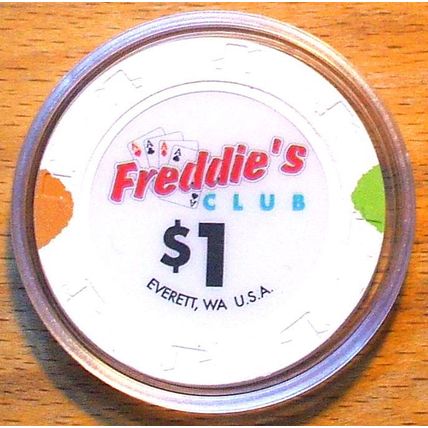 Freddie's
CLUB
$1
EVERETT, WA U.S.A.